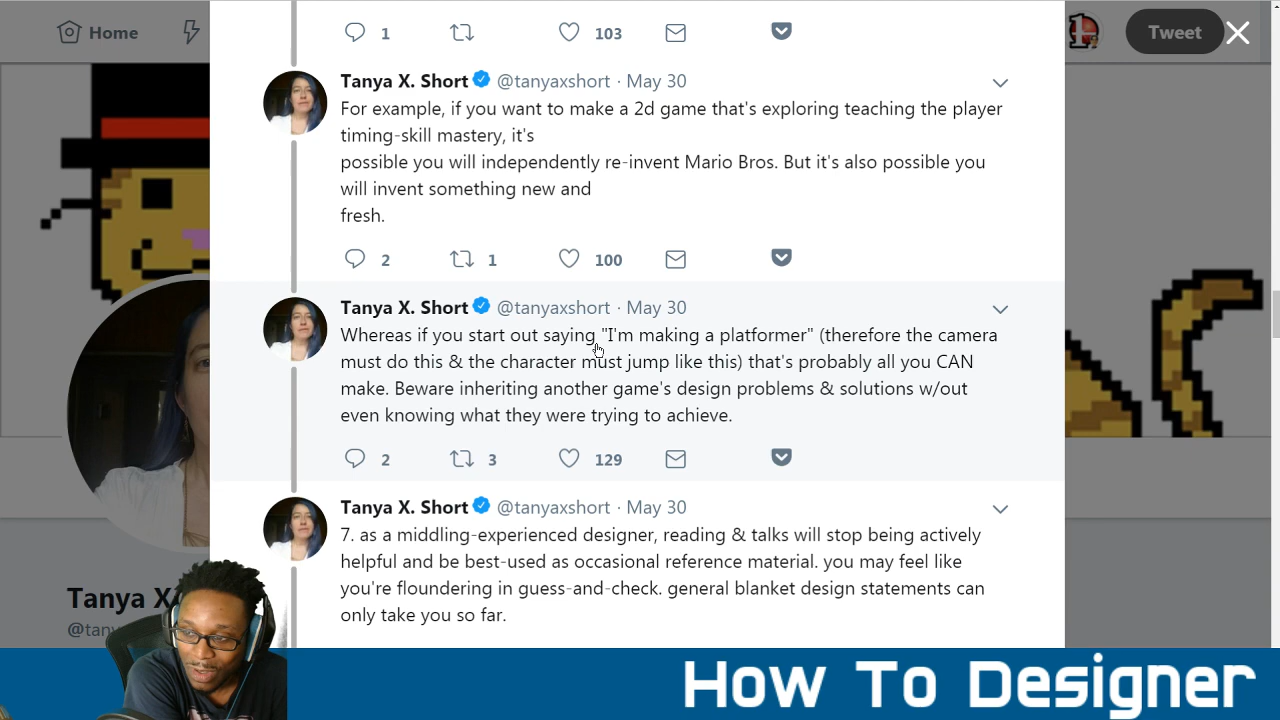 Home
Tweet
1
103
Tanya X. Short @tanyaxshort · May 30
For example, if you want to make a 2d game that's exploring teaching the player
timing-skill mastery, it's
possible you will independently re-invent Mario Bros. But it's also possible you
will invent something new and
fresh.
2
1
100
Tanya X. Short @tanyaxshort · May 30
Whereas if you start out saying "I'm making a platformer" (therefore the camera
must do this & the character must jump like this) that's probably all you CAN
make. Beware inheriting another game's design problems & solutions w/out
even knowing what they were trying to achieve.
2
3
129
Tanya X. Short @tanyaxshort · May 30
7. as a middling-experienced designer, reading & talks will stop being actively
helpful and be best-used as occasional reference material. you may feel like
you're floundering in guess-and-check. general blanket design statements can
only take you so far.
Tanya X
@tany
How To Designer